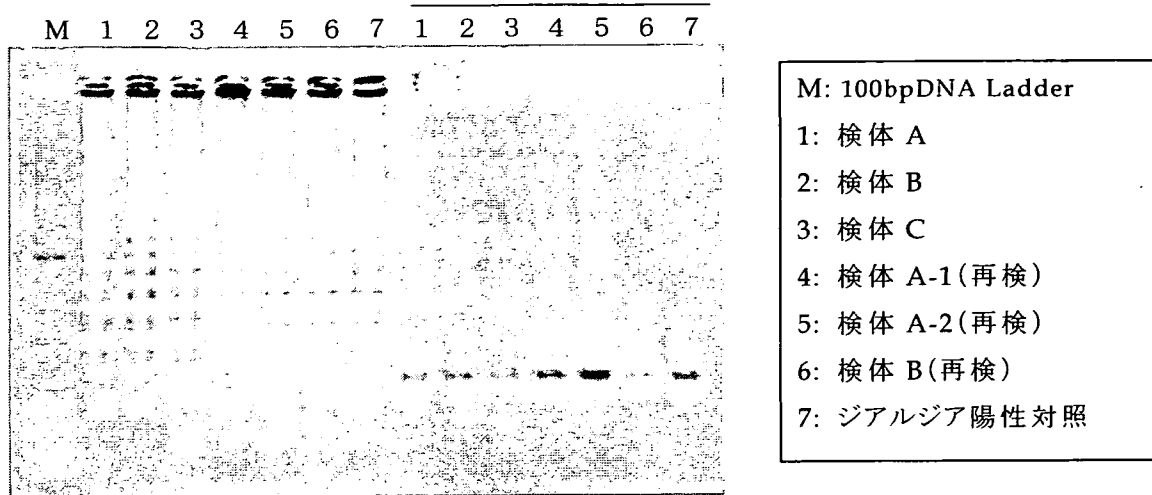 M 1 2 3 4 5 6 7 1 2 3 4 5 6 7
M: 100bpDNA Ladder
1: 検体 A
2: 検体 B
3: 検体 C
4: 検体 A-1(再検)
5: 検体 A-2(再検)
6: 検体 B(再検)
7: ジアルジア陽性対照